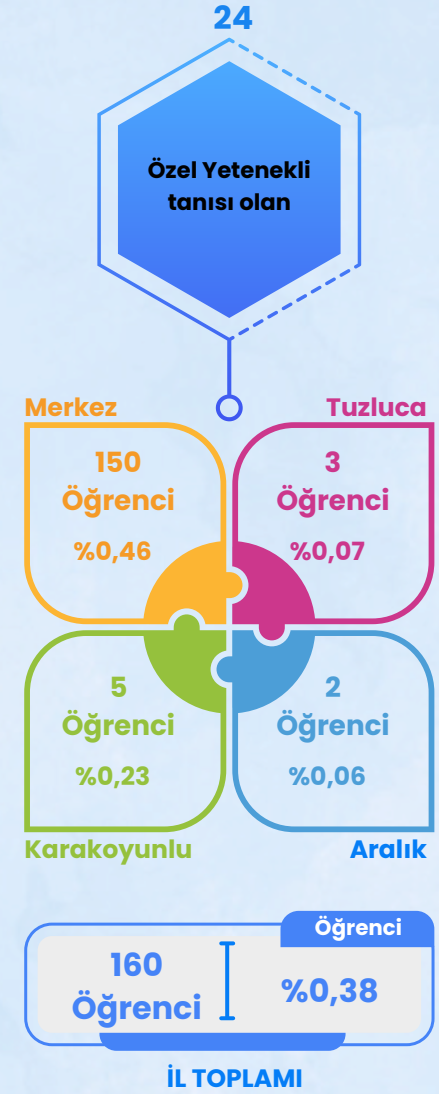 24
Özel Yetenekli
tanısı olan
Merkez
150
Öğrenci
%0,46
Tuzluca
3
Öğrenci
%0,07
5
Öğrenci
%0,23
Karakoyunlu
2
Öğrenci
%0,06
Aralık
Öğrenci
160
Öğrenci
%0,38
İL TOPLAMI